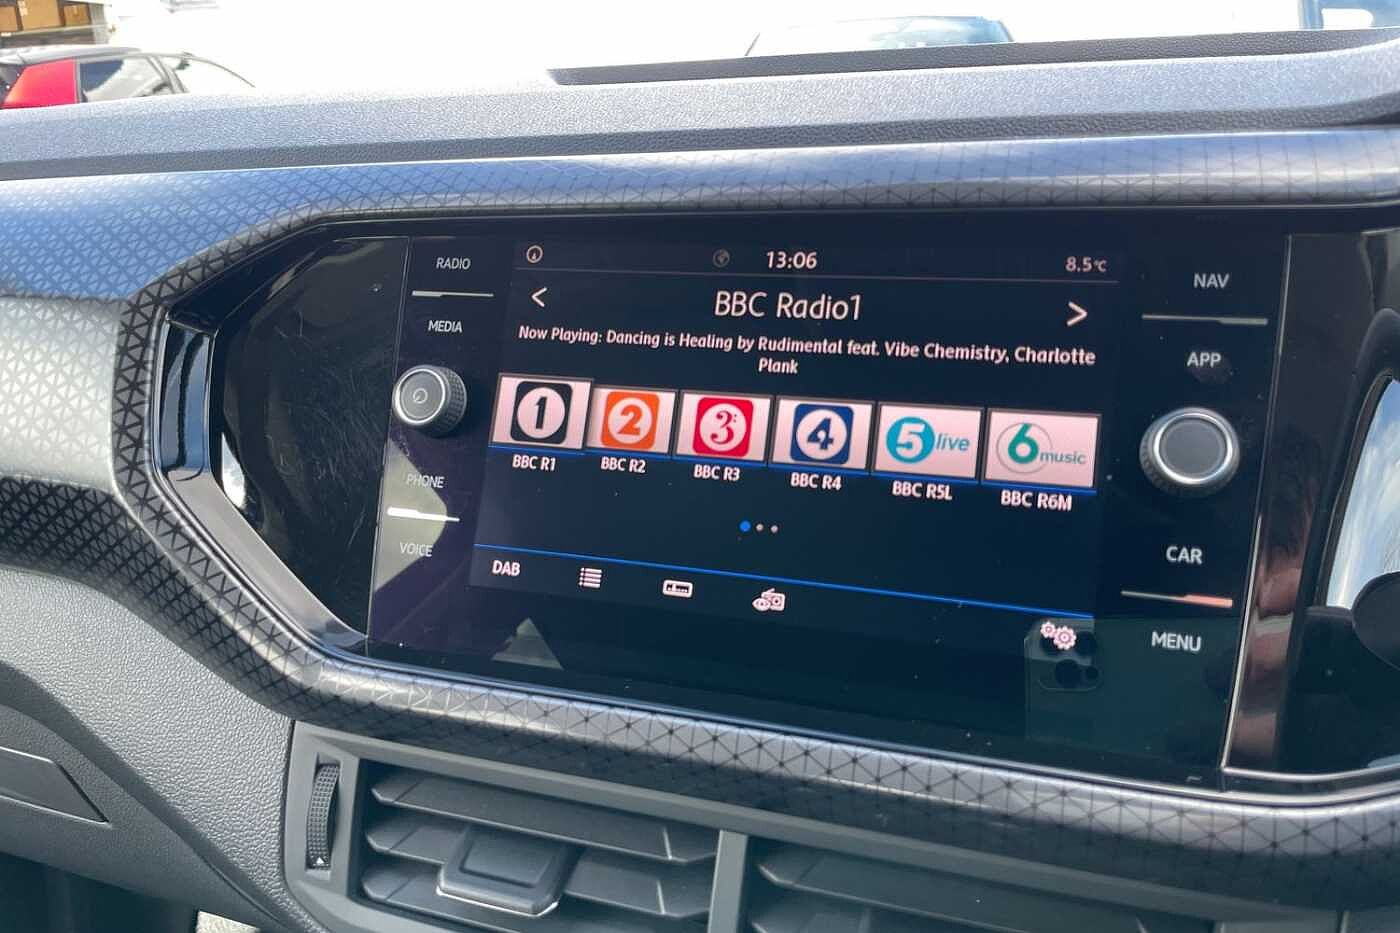 RADIO
MEDIA
PHONE
VOICE
13:06
8.5°C
< BBC Radio1 >
Now Playing: Dancing is Healing by Rudimental feat. Vibe Chemistry, Charlotte
Plank
1
2
3
4
5 live
6 music
BBC R1
BBC R2
BBC R3
BBC R4
BBC R5L
BBC R6M
DAB
NAV
APP
CAR
MENU